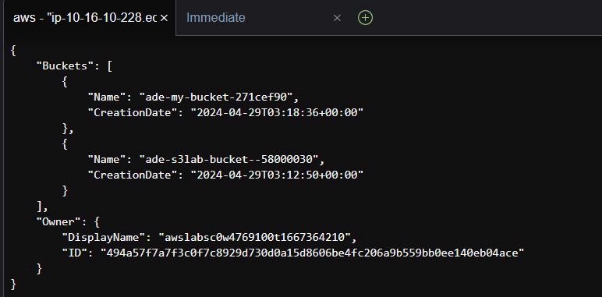 aws - "ip-10-16-10-228.ec × Immediate ×
{
    "Buckets": [
        {
            "Name": "ade-my-bucket-271cef90",
            "CreationDate": "2024-04-29T03:18:36+00:00"
        },
        {
            "Name": "ade-s3lab-bucket--58000030",
            "CreationDate": "2024-04-29T03:12:50+00:00"
        }
    ],
    "Owner": {
        "DisplayName": "awslabsc0w4769100t1667364210",
        "ID": "494a57f7a7f3c0f7c8929d730d0a15d8606be4fc206a9b559bb0ee140eb04ace"
    }
}